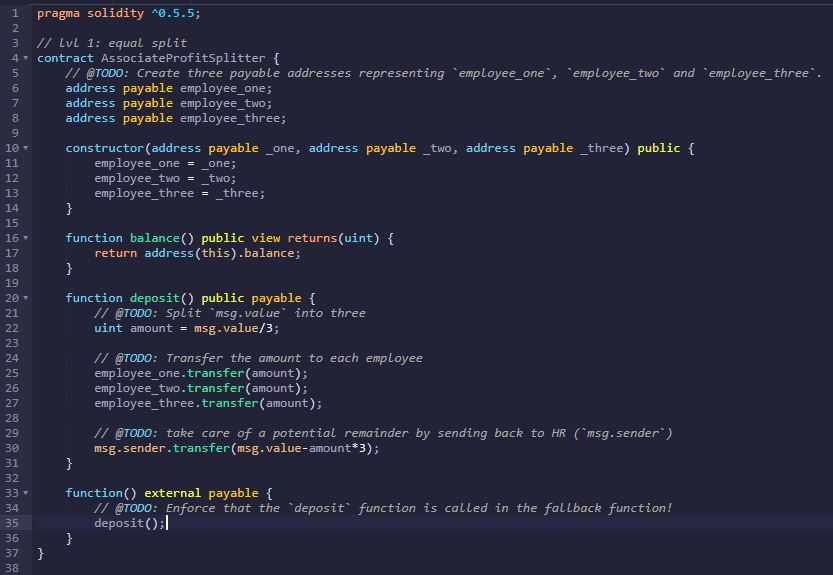 1 pragma solidity ^0.5.5;
2
3 // lvl 1: equal split
4 contract AssociateProfitSplitter {
5     // @TODO: Create three payable addresses representing `employee_one`, `employee_two` and `employee_three`.
6     address payable employee_one;
7     address payable employee_two;
8     address payable employee_three;
9
10     constructor(address payable _one, address payable _two, address payable _three) public {
11         employee_one = _one;
12         employee_two = _two;
13         employee_three = _three;
14     }
15
16     function balance() public view returns(uint) {
17         return address(this).balance;
18     }
19
20     function deposit() public payable {
21         // @TODO: Split `msg.value` into three
22         uint amount = msg.value/3;
23
24         // @TODO: Transfer the amount to each employee
25         employee_one.transfer(amount);
26         employee_two.transfer(amount);
27         employee_three.transfer(amount);
28
29         // @TODO: take care of a potential remainder by sending back to HR (`msg.sender`)
30         msg.sender.transfer(msg.value-amount*3);
31     }
32
33     function() external payable {
34         // @TODO: Enforce that the `deposit` function is called in the fallback function!
35         deposit();
36     }
37 }
38